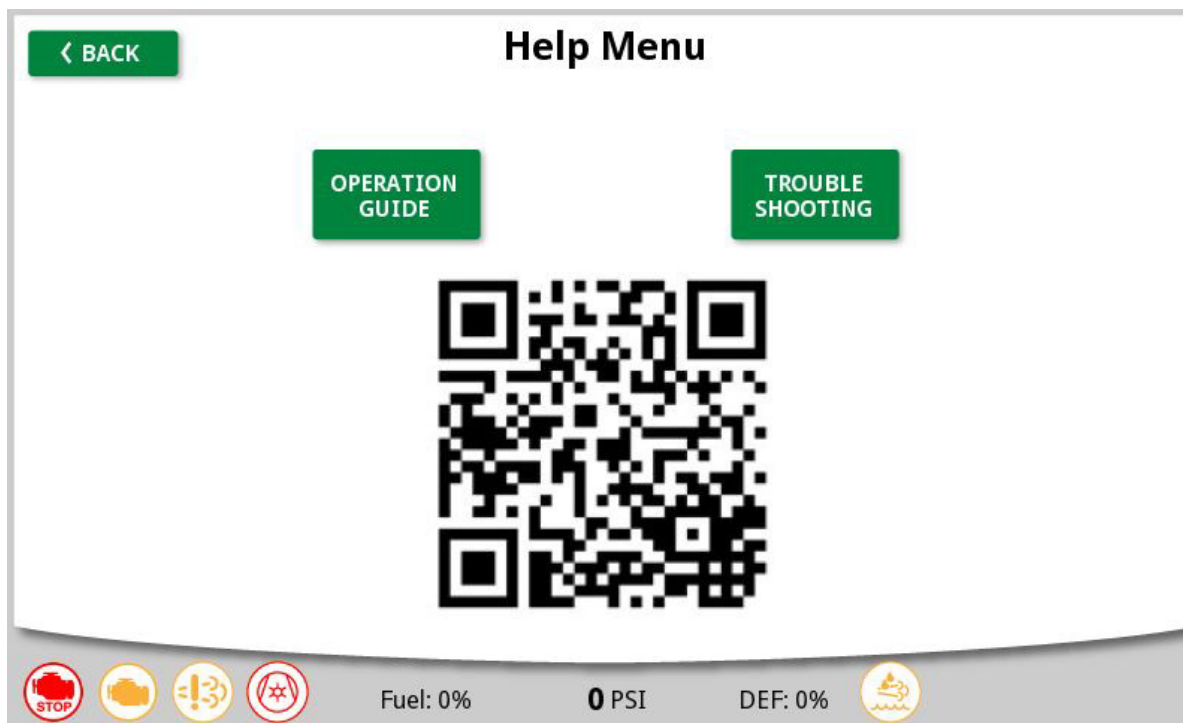 BACK
Help Menu
OPERATION
GUIDE
TROUBLE
SHOOTING
STOP
Fuel: 0%
0 PSI
DEF: 0%